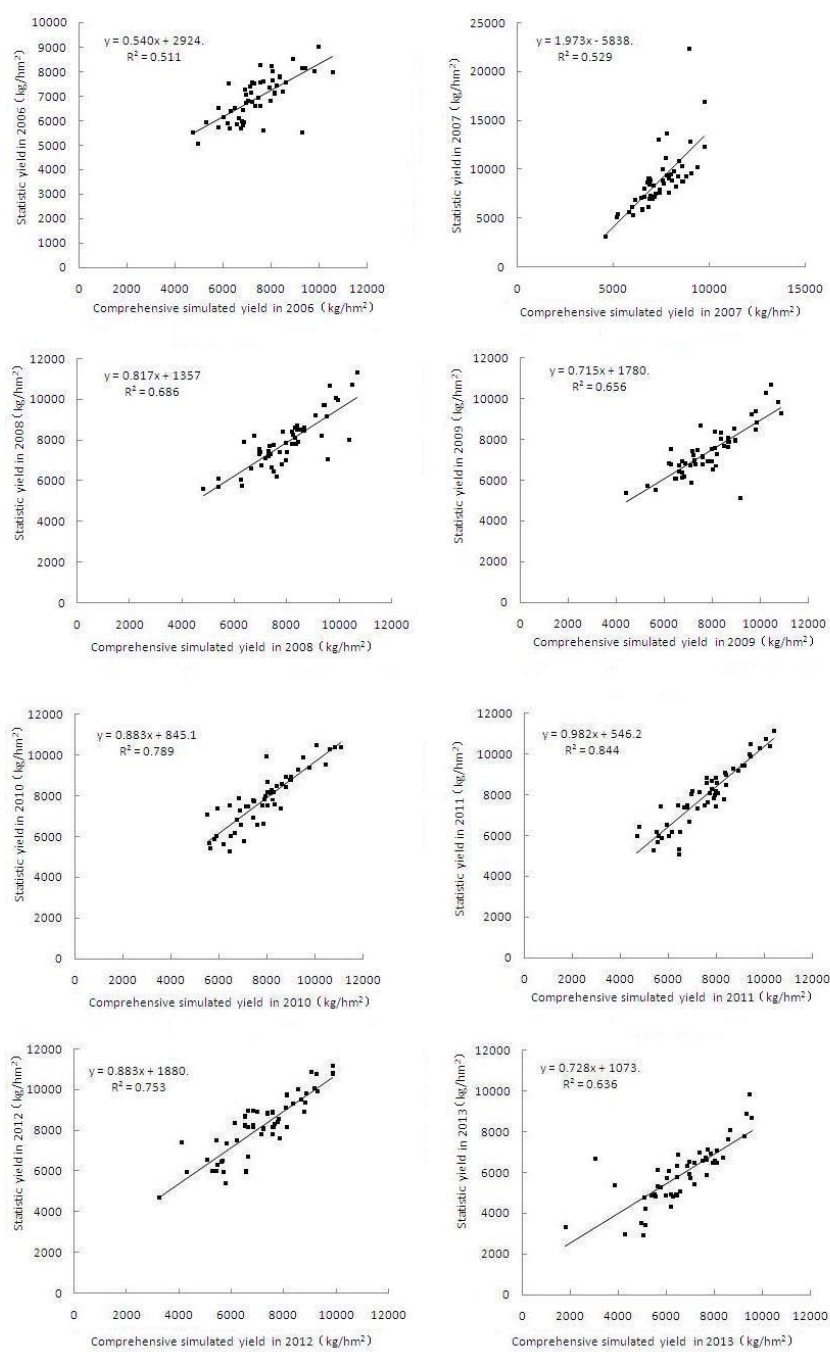 y = 0.540x + 2924.
R² = 0.511
10000
9000
8000
7000
6000
5000
4000
3000
2000
1000
0
0 2000 4000 6000 8000 10000 12000
Statistic yield in 2006 (kg/hm²)
Comprehensive simulated yield in 2006 (kg/hm²)
y = 1.973x - 5838.
R² = 0.529
25000
20000
15000
10000
5000
0
0 5000 10000 15000
Statistic yield in 2007 (kg/hm²)
Comprehensive simulated yield in 2007 (kg/hm²)
y = 0.817x + 1357
R² = 0.686
12000
10000
8000
6000
4000
2000
0
0 2000 4000 6000 8000 10000 12000
Statistic yield in 2008 (kg/hm²)
Comprehensive simulated yield in 2008 (kg/hm²)
y = 0.715x + 1780.
R² = 0.656
12000
10000
8000
6000
4000
2000
0
0 2000 4000 6000 8000 10000 12000
Statistic yield in 2009 (kg/hm²)
Comprehensive simulated yield in 2009 (kg/hm²)
y = 0.883x + 845.1
R² = 0.789
12000
10000
8000
6000
4000
2000
0
0 2000 4000 6000 8000 10000 12000
Statistic yield in 2010 (kg/hm²)
Comprehensive simulated yield in 2010 (kg/hm²)
y = 0.982x + 546.2
R² = 0.844
12000
10000
8000
6000
4000
2000
0
0 2000 4000 6000 8000 10000 12000
Statistic yield in 2011 (kg/hm²)
Comprehensive simulated yield in 2011 (kg/hm²)
y = 0.883x + 1880.
R² = 0.753
12000
10000
8000
6000
4000
2000
0
0 2000 4000 6000 8000 10000 12000
Statistic yield in 2012 (kg/hm²)
Comprehensive simulated yield in 2012 (kg/hm²)
y = 0.728x + 1073.
R² = 0.636
12000
10000
8000
6000
4000
2000
0
0 2000 4000 6000 8000 10000 12000
Statistic yield in 2013 (kg/hm²)
Comprehensive simulated yield in 2013 (kg/hm²)